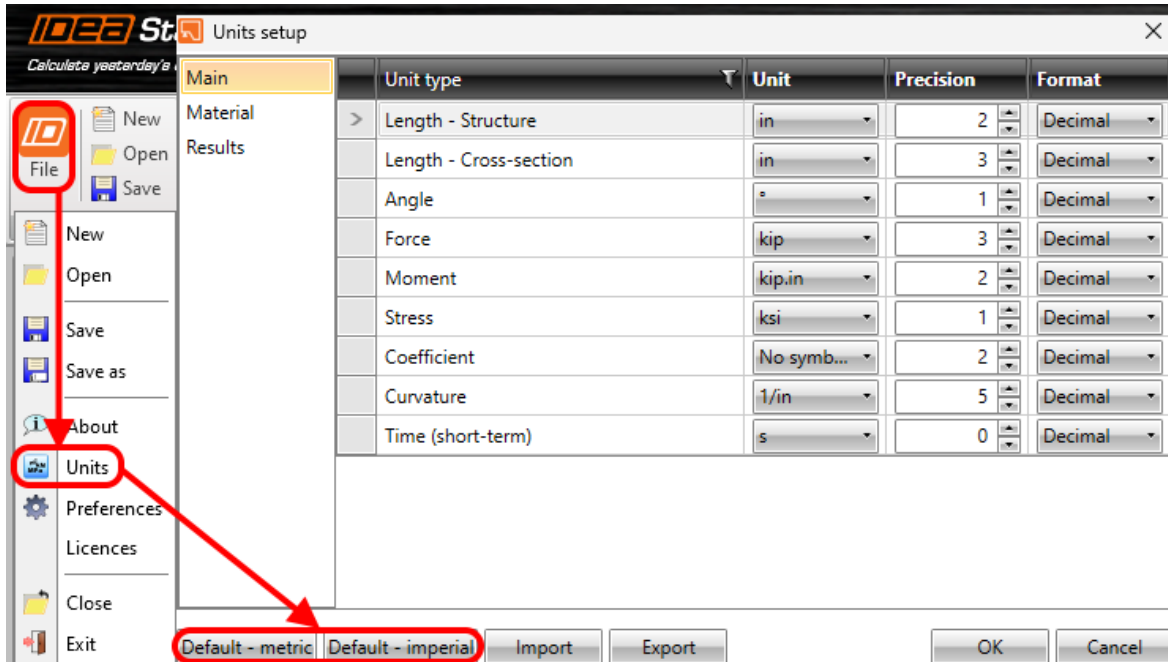 IDEA St
Calculate yesterday's
Units setup
File
New
Open
Save
New
Open
Save
Save as
About
Units
Preferences
Licences
Close
Exit
Main
Material
Results
Unit type Unit Precision Format
Length - Structure in 2 Decimal
Length - Cross-section in 3 Decimal
Angle ° 1 Decimal
Force kip 3 Decimal
Moment kip.in 2 Decimal
Stress ksi 1 Decimal
Coefficient No symb... 2 Decimal
Curvature 1/in 5 Decimal
Time (short-term) s 0 Decimal
Default - metric Default - imperial Import Export OK Cancel